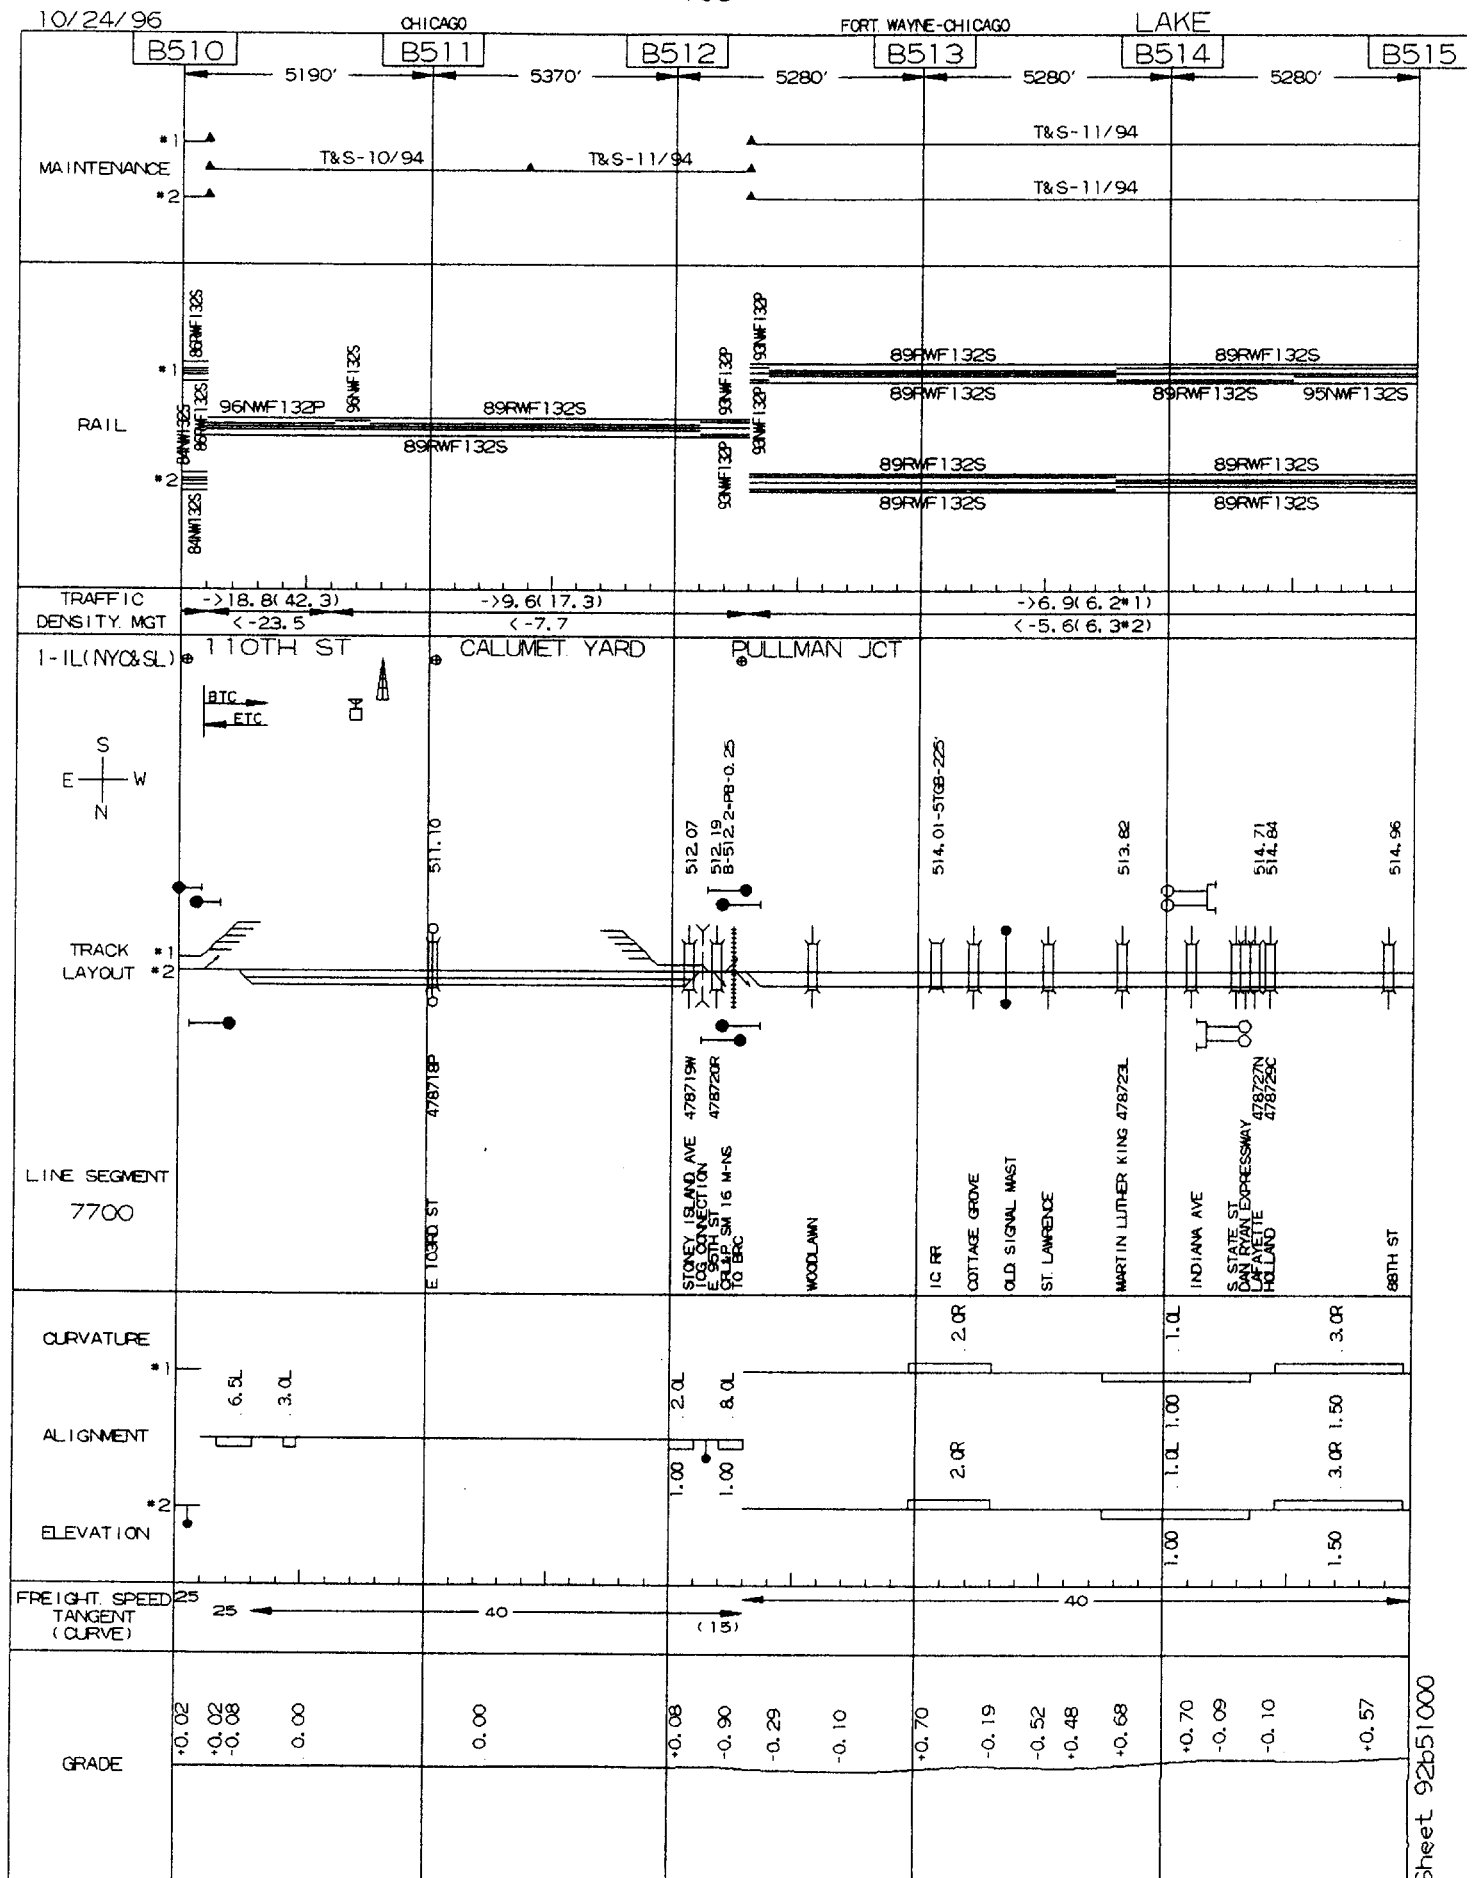 10/24/96
CHICAGO
FORT WAYNE-CHICAGO
LAKE
B510
B511
B512
B513
B514
B515
5190'
5370'
5280'
5280'
5280'
MAINTENANCE
*1
*2
T&S-10/94
T&S-11/94
T&S-11/94
T&S-11/94
RAIL
*1
*2
84NW132S
86RWF132S
86RWF132S
84NW132S
96NWF132P
96NWF132S
89RWF132S
89RWF132S
93NWF132P
93NWF132P
93NWF132P
93NWF132P
89RWF132S
89RWF132S
89RWF132S
89RWF132S
95NWF132S
89RWF132S
89RWF132S
89RWF132S
89RWF132S
TRAFFIC
DENSITY. MGT
->18.8(42.3)
<-23.5
->9.6(17.3)
<-7.7
->6.9(6.2*1)
<-5.6(6.3*2)
1-IL(NYC&SL)
110TH ST
CALUMET YARD
PULLMAN JCT
BTC
ETC
S
E W
N
511.10
512.07
512.19
B-512.2-PB-0.25
514.01-5TGB-225'
513.82
514.71
514.84
514.96
TRACK *1
LAYOUT *2
LINE SEGMENT
7700
E 103RD ST 478718P
STONEY ISLAND AVE 478719W
ICG CONNECTION
E 95TH ST 478720R
CRL&P SM 16 M-NS
TO BRC
WOODLAWN
IC RR
COTTAGE GROVE
OLD SIGNAL MAST
ST. LAWRENCE
MARTIN LUTHER KING 478723L
INDIANA AVE
S. STATE ST
DAN RYAN EXPRESSWAY
LAFAYETTE 478727N
HOLLAND 478729C
88TH ST
CURVATURE
*1
ALIGNMENT
*2
ELEVATION
6.5L
3.0L
2.0L
8.0L
1.00
1.00
2.0R
1.0L
3.0R
1.00
1.50
2.0R
1.0L
3.0R
1.00
1.50
FREIGHT. SPEED
TANGENT
(CURVE)
25
25
40
(15)
40
GRADE
+0.02
+0.02
-0.08
0.00
0.00
+0.08
-0.90
-0.29
-0.10
+0.70
-0.19
-0.52
+0.48
+0.68
+0.70
-0.09
-0.10
+0.57
Sheet 92b51000